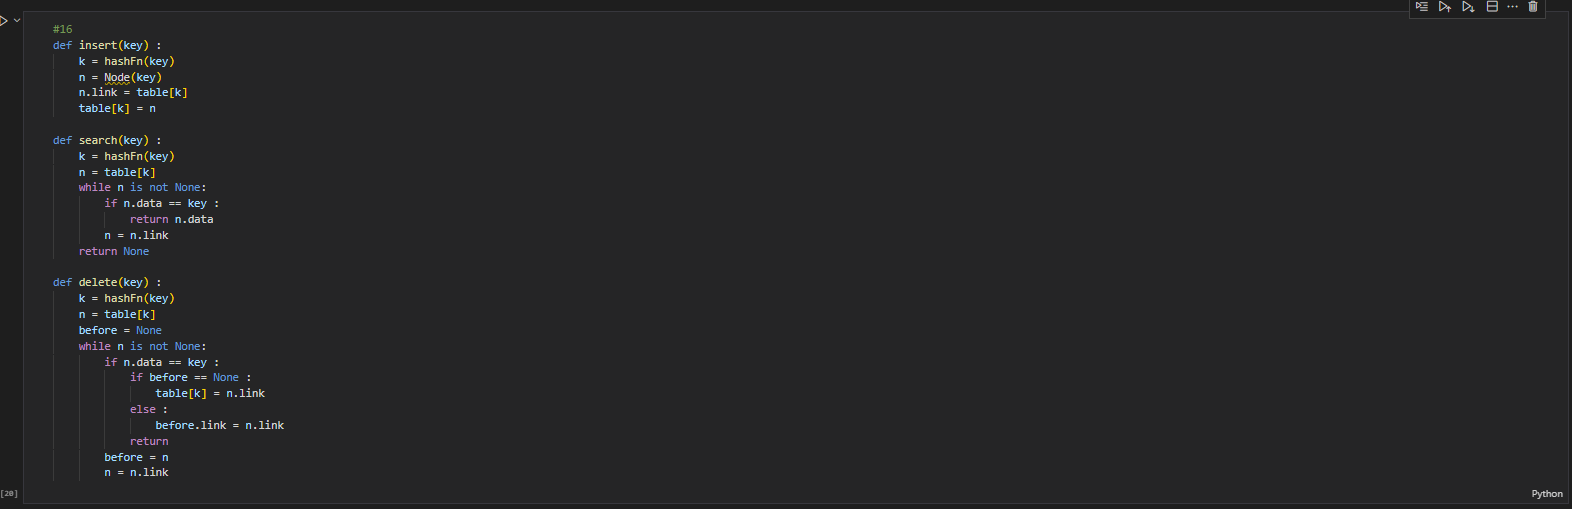 #16
def insert(key) :
    k = hashFn(key)
    n = Node(key)
    n.link = table[k]
    table[k] = n

def search(key) :
    k = hashFn(key)
    n = table[k]
    while n is not None:
        if n.data == key :
            return n.data
        n = n.link
    return None

def delete(key) :
    k = hashFn(key)
    n = table[k]
    before = None
    while n is not None:
        if n.data == key :
            if before == None :
                table[k] = n.link
            else :
                before.link = n.link
            return
        before = n
        n = n.link
[20]
Python